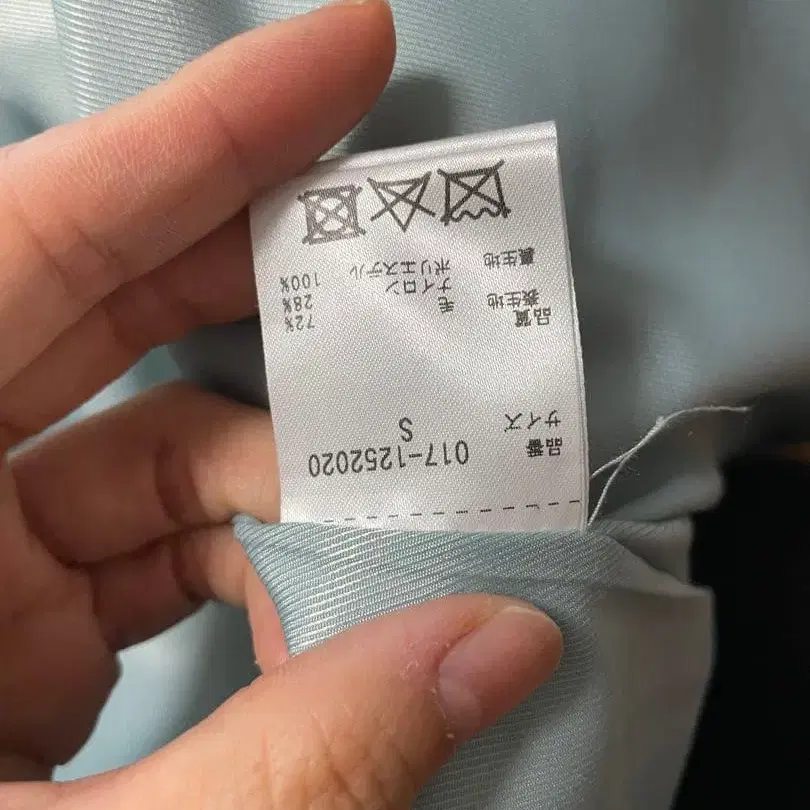 品番 017-1252020
サイズ S
品質 表生地 毛 72%
ナイロン 28%
裏生地 ポリエステル 100%